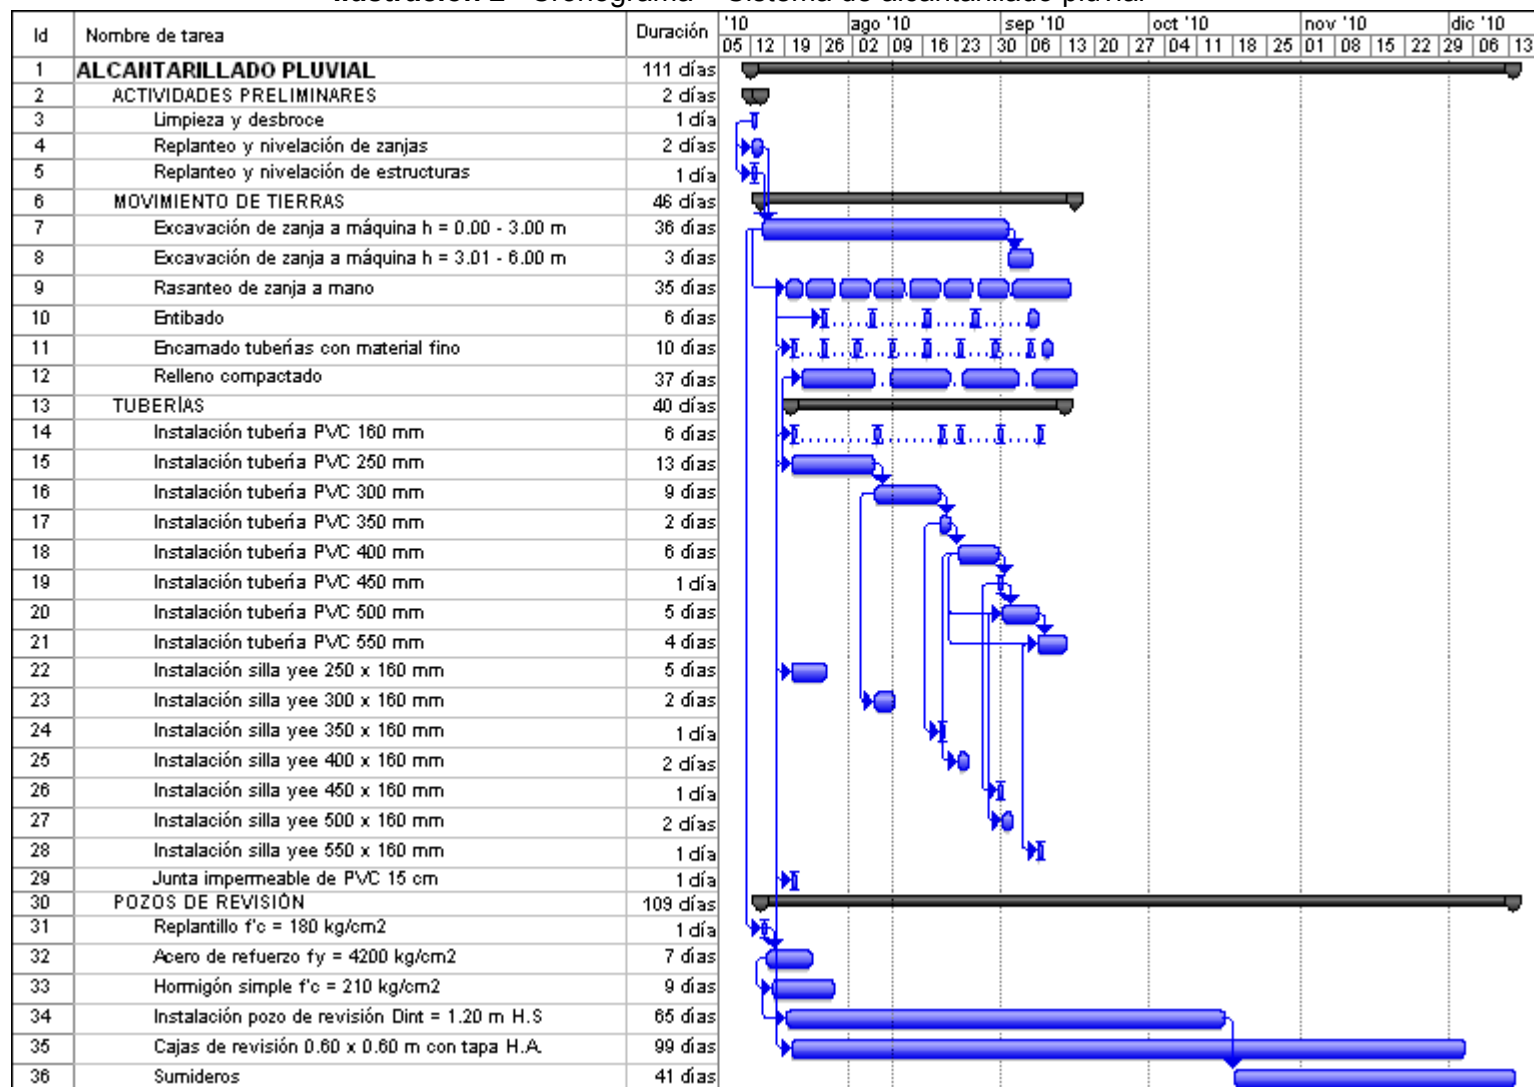 Ilustración 2 - Cronograma – Sistema de alcantarillado pluvial
Id Nombre de tarea Duración '10 ago '10 sep '10 oct '10 nov '10 dic '10
05 12 19 26 02 09 16 23 30 06 13 20 27 04 11 18 25 01 08 15 22 29 06 13
1 ALCANTARILLADO PLUVIAL 111 días
2 ACTIVIDADES PRELIMINARES 2 días
3 Limpieza y desbroce 1 día
4 Replanteo y nivelación de zanjas 2 días
5 Replanteo y nivelación de estructuras 1 día
6 MOVIMIENTO DE TIERRAS 46 días
7 Excavación de zanja a máquina h = 0.00 - 3.00 m 36 días
8 Excavación de zanja a máquina h = 3.01 - 6.00 m 3 días
9 Rasanteo de zanja a mano 35 días
10 Entibado 6 días
11 Encamado tuberías con material fino 10 días
12 Relleno compactado 37 días
13 TUBERÍAS 40 días
14 Instalación tubería PVC 160 mm 6 días
15 Instalación tubería PVC 250 mm 13 días
16 Instalación tubería PVC 300 mm 9 días
17 Instalación tubería PVC 350 mm 2 días
18 Instalación tubería PVC 400 mm 6 días
19 Instalación tubería PVC 450 mm 1 día
20 Instalación tubería PVC 500 mm 5 días
21 Instalación tubería PVC 550 mm 4 días
22 Instalación silla yee 250 x 160 mm 5 días
23 Instalación silla yee 300 x 160 mm 2 días
24 Instalación silla yee 350 x 160 mm 1 día
25 Instalación silla yee 400 x 160 mm 2 días
26 Instalación silla yee 450 x 160 mm 1 día
27 Instalación silla yee 500 x 160 mm 2 días
28 Instalación silla yee 550 x 160 mm 1 día
29 Junta impermeable de PVC 15 cm 1 día
30 POZOS DE REVISIÓN 109 días
31 Replantillo f'c = 180 kg/cm2 1 día
32 Acero de refuerzo fy = 4200 kg/cm2 7 días
33 Hormigón simple f'c = 210 kg/cm2 9 días
34 Instalación pozo de revisión Dint = 1.20 m H.S 65 días
35 Cajas de revisión 0.60 x 0.60 m con tapa H.A. 99 días
36 Sumideros 41 días